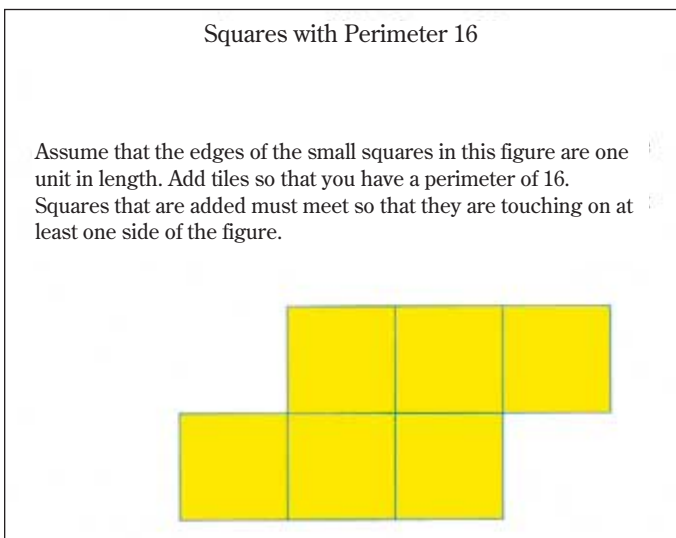 Squares with Perimeter 16
Assume that the edges of the small squares in this figure are one
unit in length. Add tiles so that you have a perimeter of 16.
Squares that are added must meet so that they are touching on at
least one side of the figure.